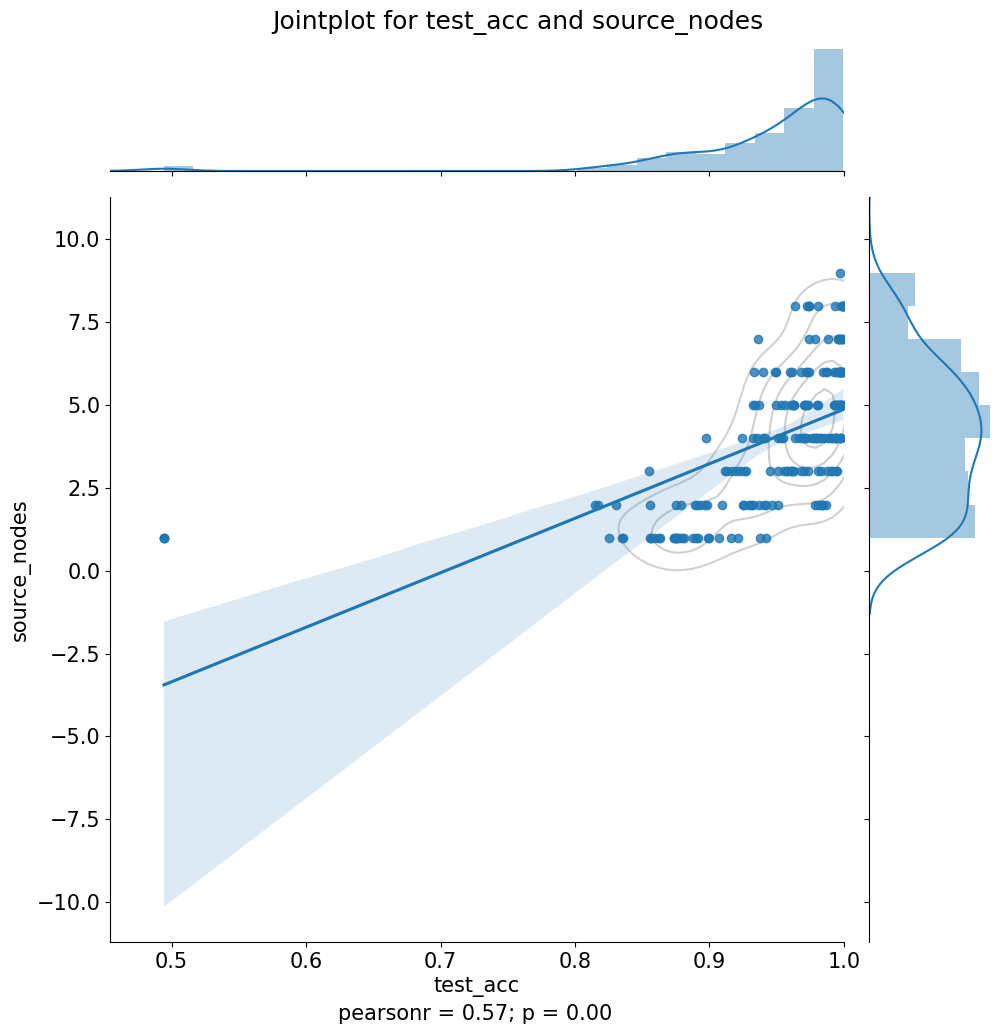 Jointplot for test_acc and source_nodes
10.0
7.5
5.0
2.5
0.0
−2.5
−5.0
−7.5
−10.0
source_nodes
0.5 0.6 0.7 0.8 0.9 1.0
test_acc
pearsonr = 0.57; p = 0.00